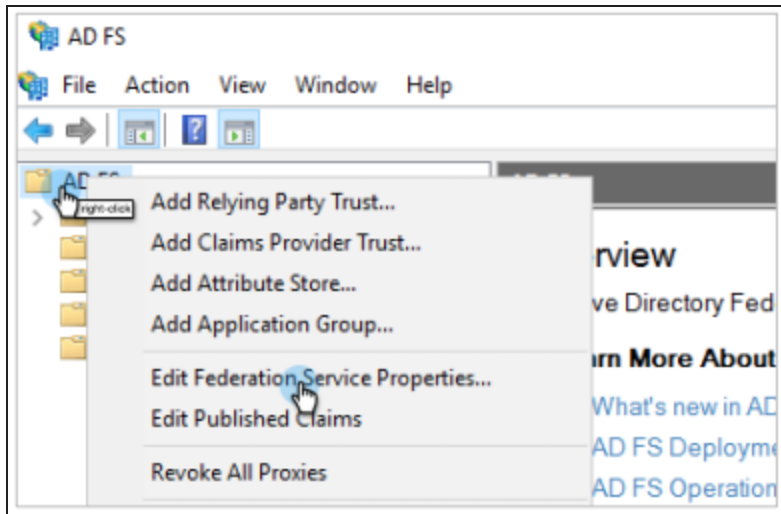 AD FS
File Action View Window Help
AD FS
right-click
Add Relying Party Trust...
Add Claims Provider Trust...
Add Attribute Store...
Add Application Group...
Edit Federation Service Properties...
Edit Published Claims
Revoke All Proxies
rview
ve Directory Fed
rn More About
What's new in AD
AD FS Deployme
AD FS Operation